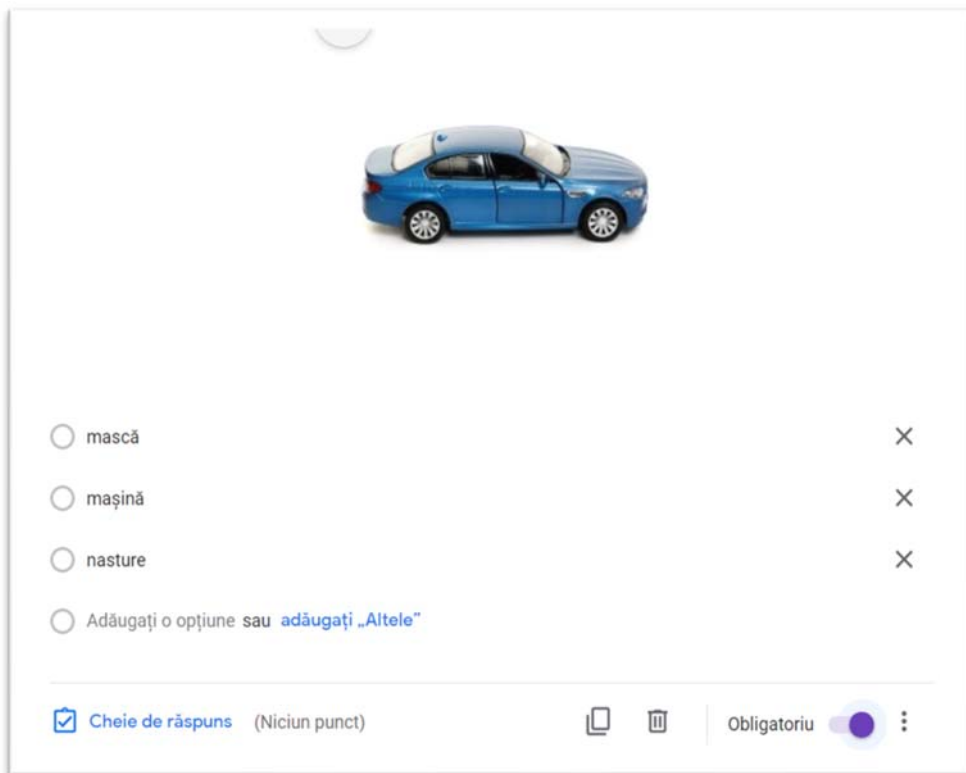 mască
mașină
nasture
Adăugați o opțiune sau adăugați „Altele”
Cheie de răspuns (Niciun punct) Obligatoriu